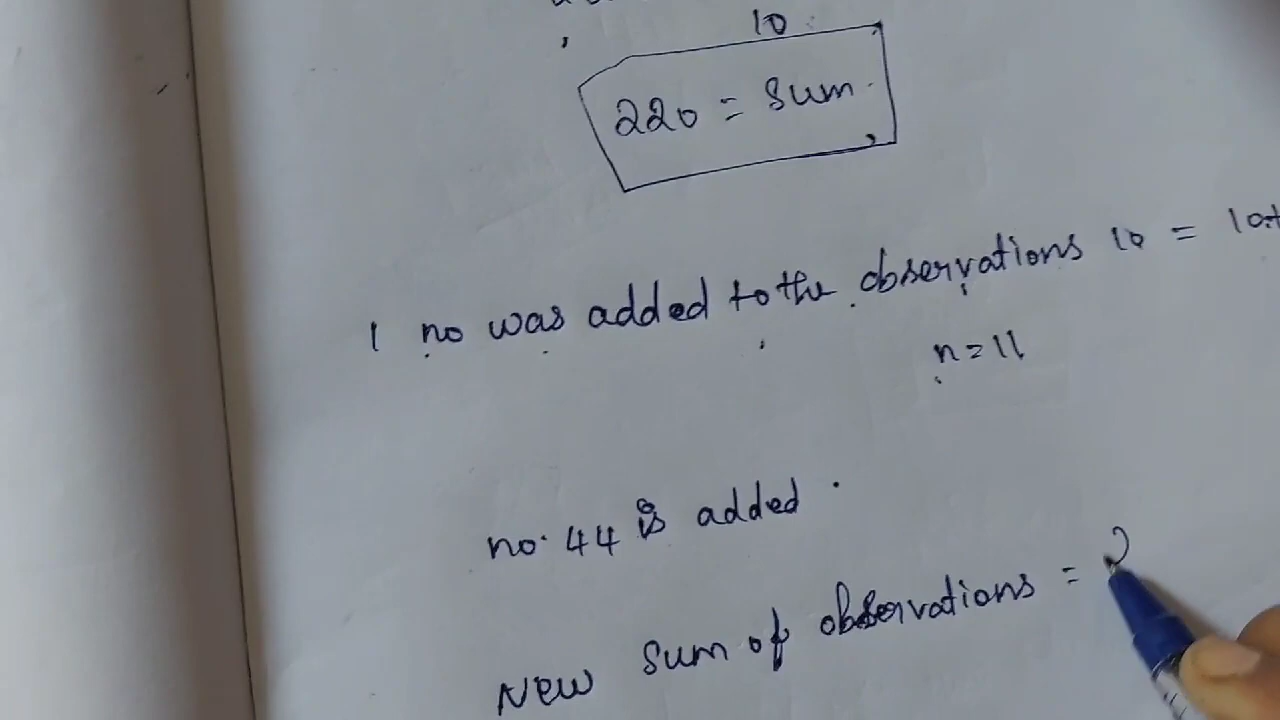 10
220 = Sum
1 no was added to the observations 10 = 10+
n = 11
no. 44 is added.
New sum of observations = 2